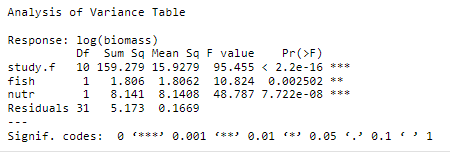 Analysis of Variance Table
Response: log(biomass)
Df Sum Sq Mean Sq F value Pr(>F)
study.f 10 159.279 15.9279 95.455 < 2.2e-16 ***
fish 1 1.806 1.8062 10.824 0.002502 **
nutr 1 8.141 8.1408 48.787 7.722e-08 ***
Residuals 31 5.173 0.1669
---
Signif. codes: 0 ‘***’ 0.001 ‘**’ 0.01 ‘*’ 0.05 ‘.’ 0.1 ‘ ’ 1